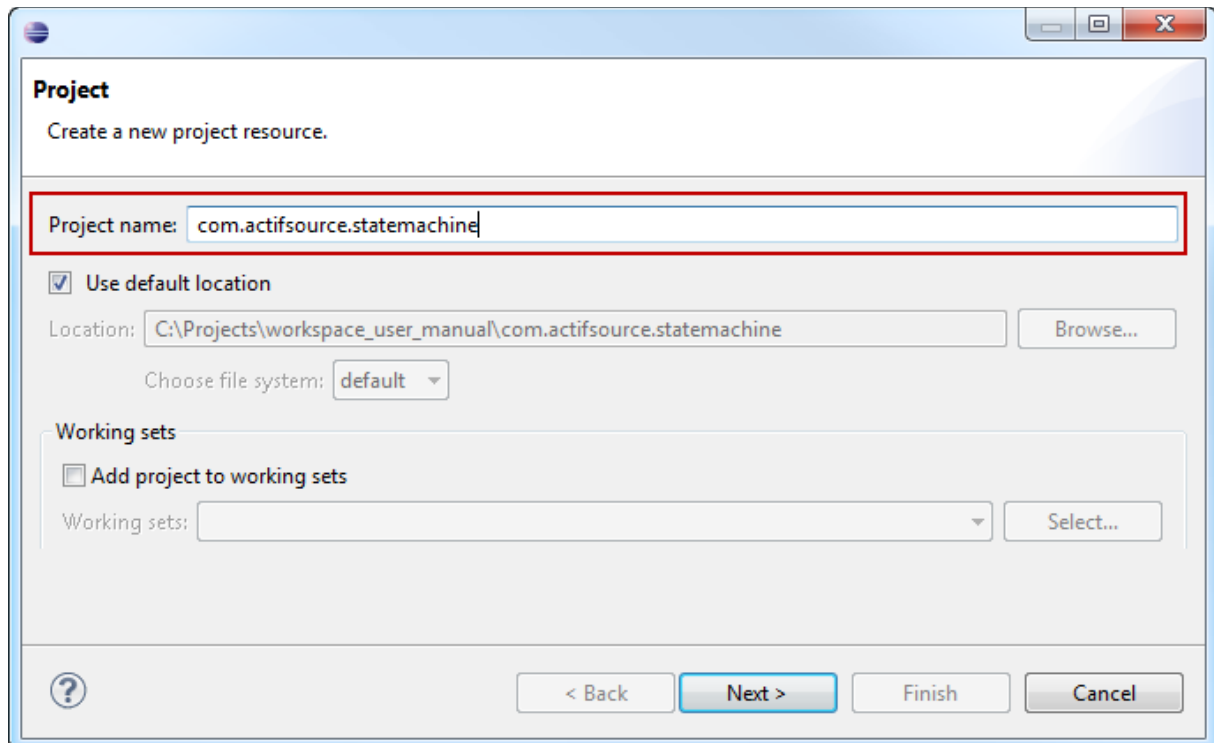 Project
Create a new project resource.
Project name: com.actifsource.statemachine
Use default location
Location: C:\Projects\workspace_user_manual\com.actifsource.statemachine Browse...
Choose file system: default
Working sets
Add project to working sets
Working sets: Select...
? < Back Next > Finish Cancel